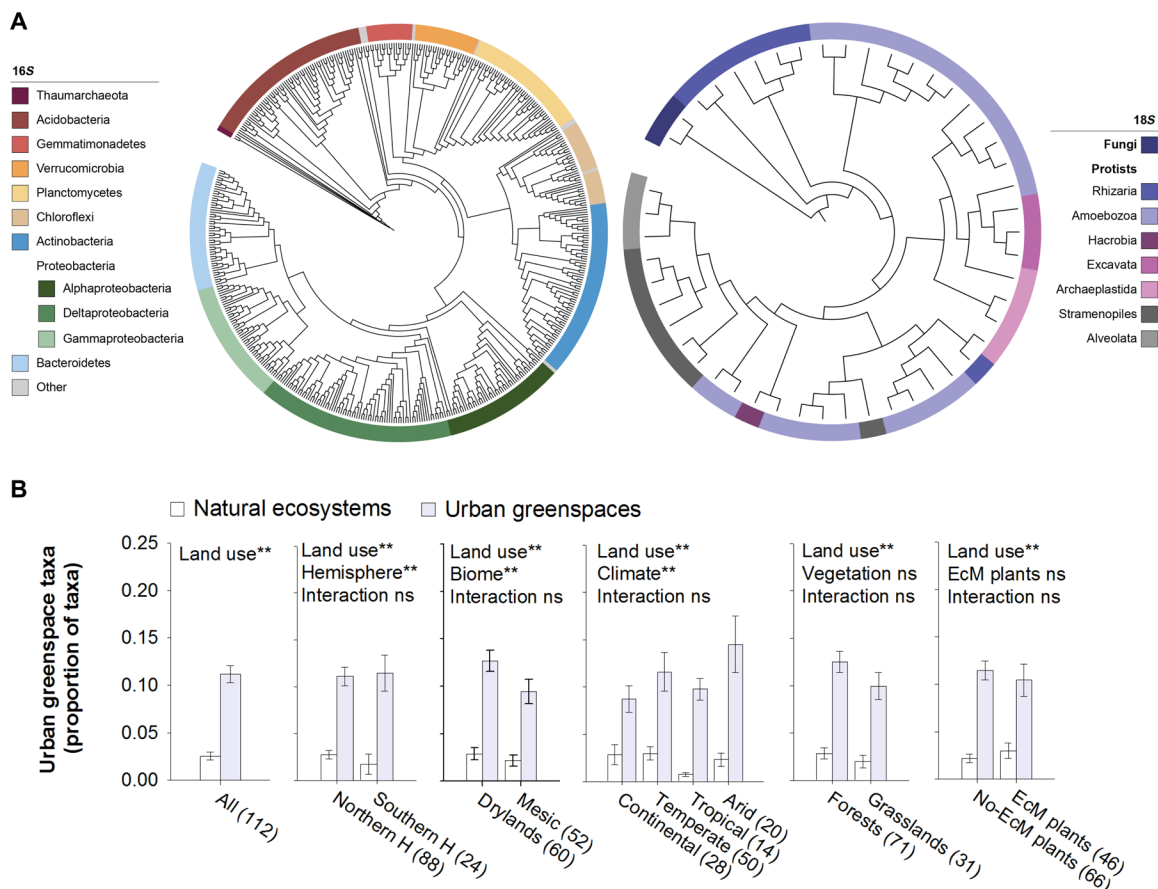 A
16S
Thaumarchaeota
Acidobacteria
Gemmatimonadetes
Verrucomicrobia
Planctomycetes
Chloroflexi
Actinobacteria
Proteobacteria
Alphaproteobacteria
Deltaproteobacteria
Gammaproteobacteria
Bacteroidetes
Other
18S
Fungi
Protists
Rhizaria
Amoebozoa
Hacrobia
Excavata
Archaeplastida
Stramenopiles
Alveolata
B
Natural ecosystems
Urban greenspaces
Urban greenspace taxa
(proportion of taxa)
0.25
0.20
0.15
0.10
0.05
0.00
Land use**
All (112)
Land use**
Hemisphere**
Interaction ns
Northern H (88)
Southern H (24)
Land use**
Biome**
Interaction ns
Drylands (60)
Mesic (52)
Land use**
Climate**
Interaction ns
Continental (28)
Temperate (50)
Tropical (14)
Arid (20)
Land use**
Vegetation ns
Interaction ns
Forests (71)
Grasslands (31)
Land use**
EcM plants ns
Interaction ns
No-EcM plants (66)
EcM plants (46)